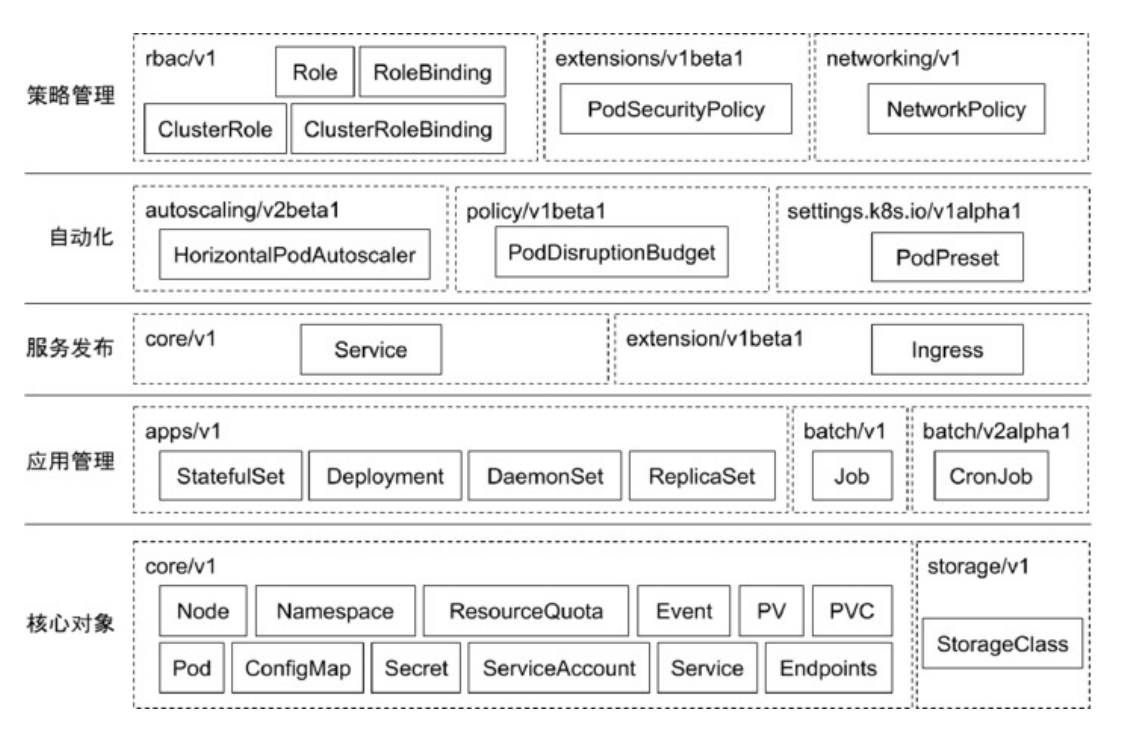 策略管理
rbac/v1
Role
RoleBinding
ClusterRole
ClusterRoleBinding
extensions/v1beta1
PodSecurityPolicy
networking/v1
NetworkPolicy
自动化
autoscaling/v2beta1
HorizontalPodAutoscaler
policy/v1beta1
PodDisruptionBudget
settings.k8s.io/v1alpha1
PodPreset
服务发布
core/v1
Service
extension/v1beta1
Ingress
应用管理
apps/v1
StatefulSet
Deployment
DaemonSet
ReplicaSet
batch/v1
Job
batch/v2alpha1
CronJob
核心对象
core/v1
Node
Namespace
ResourceQuota
Event
PV
PVC
Pod
ConfigMap
Secret
ServiceAccount
Service
Endpoints
storage/v1
StorageClass